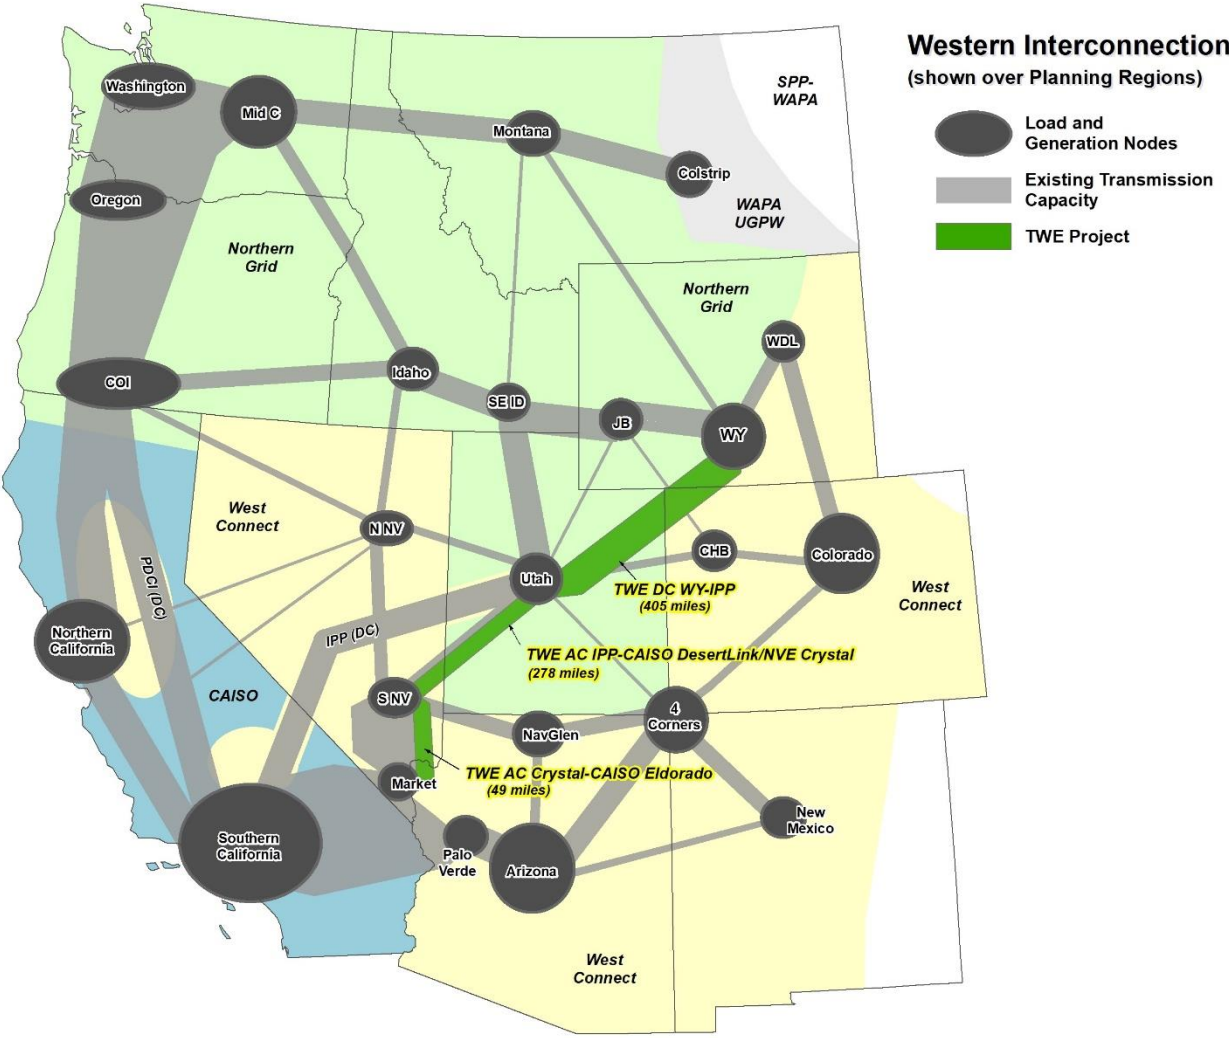 Western Interconnection
(shown over Planning Regions)
Load and
Generation Nodes
Existing Transmission
Capacity
TWE Project
SPP-
WAPA
Washington
Mid C
Montana
Colstrip
Oregon
WAPA
UGPW
Northern
Grid
Northern
Grid
WDL
COI
Idaho
SE ID
JB
WY
West
Connect
N NV
CHB
Colorado
PDCI (DC)
Utah
TWE DC WY-IPP
(405 miles)
West
Connect
Northern
California
IPP (DC)
TWE AC IPP-CAISO DesertLink/NVE Crystal
(278 miles)
CAISO
S NV
4
Corners
NavGlen
TWE AC Crystal-CAISO Eldorado
(49 miles)
Market
New
Mexico
Southern
California
Palo
Verde
Arizona
West
Connect